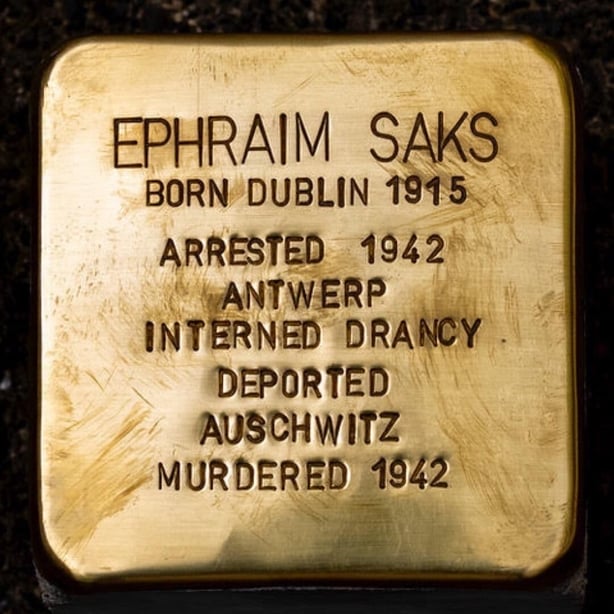 EPHRAIM SAKS
BORN DUBLIN 1915
ARRESTED 1942
ANTWERP
INTERNED DRANCY
DEPORTED
AUSCHWITZ
MURDERED 1942